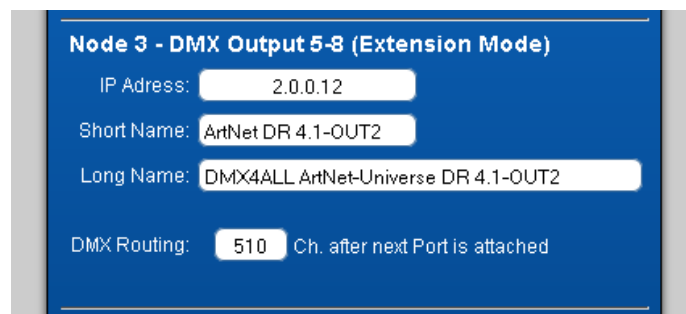 Node 3 - DMX Output 5-8 (Extension Mode)
IP Adress: 2.0.0.12
Short Name: ArtNet DR 4.1-OUT2
Long Name: DMX4ALL ArtNet-Universe DR 4.1-OUT2
DMX Routing: 510 Ch. after next Port is attached